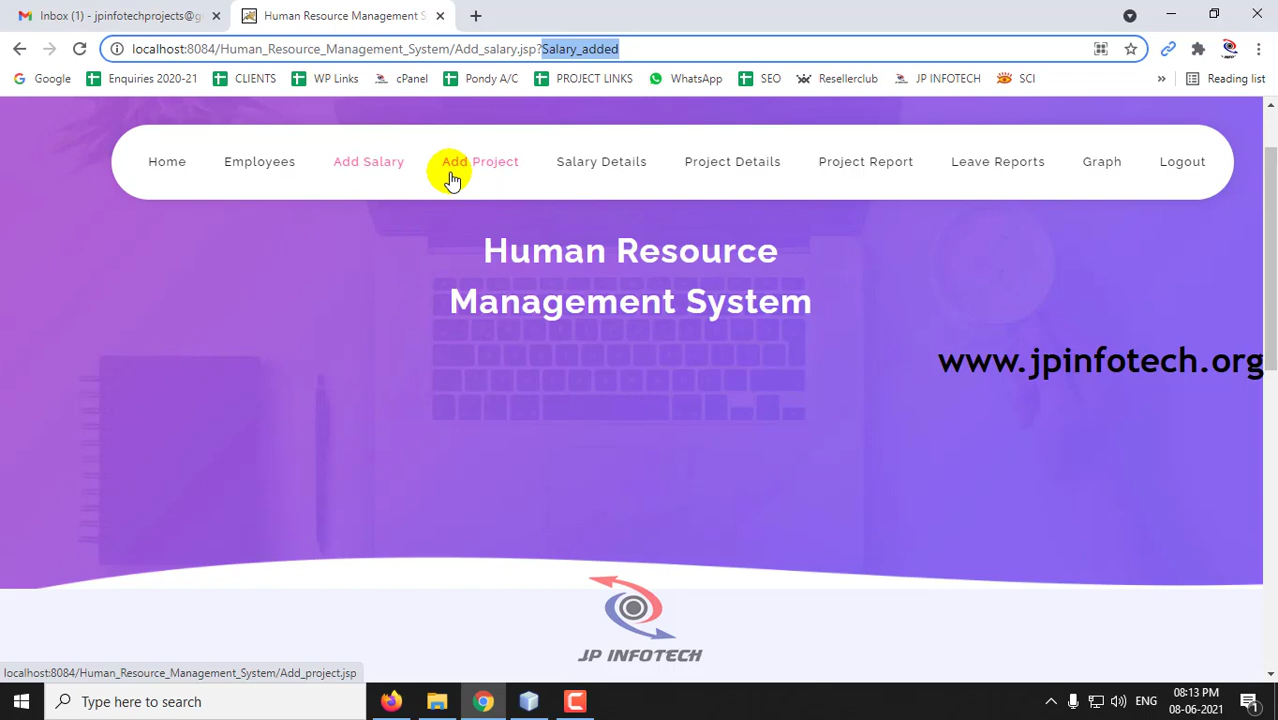 Inbox (1) - jpinfotechprojects@g
Human Resource Management S
localhost:8084/Human_Resource_Management_System/Add_salary.jsp?Salary_added
Google
Enquiries 2020-21
CLIENTS
WP Links
cPanel
Pondy A/C
PROJECT LINKS
WhatsApp
SEO
Resellerclub
JP INFOTECH
SCI
»
Reading list
Home
Employees
Add Salary
Add Project
Salary Details
Project Details
Project Report
Leave Reports
Graph
Logout
Human Resource
Management System
www.jpinfotech.org
JP INFOTECH
localhost:8084/Human_Resource_Management_System/Add_project.jsp
Type here to search
ENG
08:13 PM
08-06-2021
1